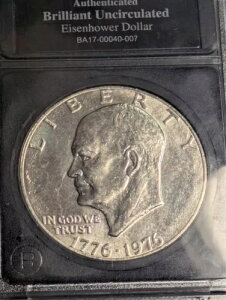 Authenticated
Brilliant Uncirculated
Eisenhower Dollar
BA17-00040-007
LIBERTY
IN GOD WE
TRUST
1776-1976
B